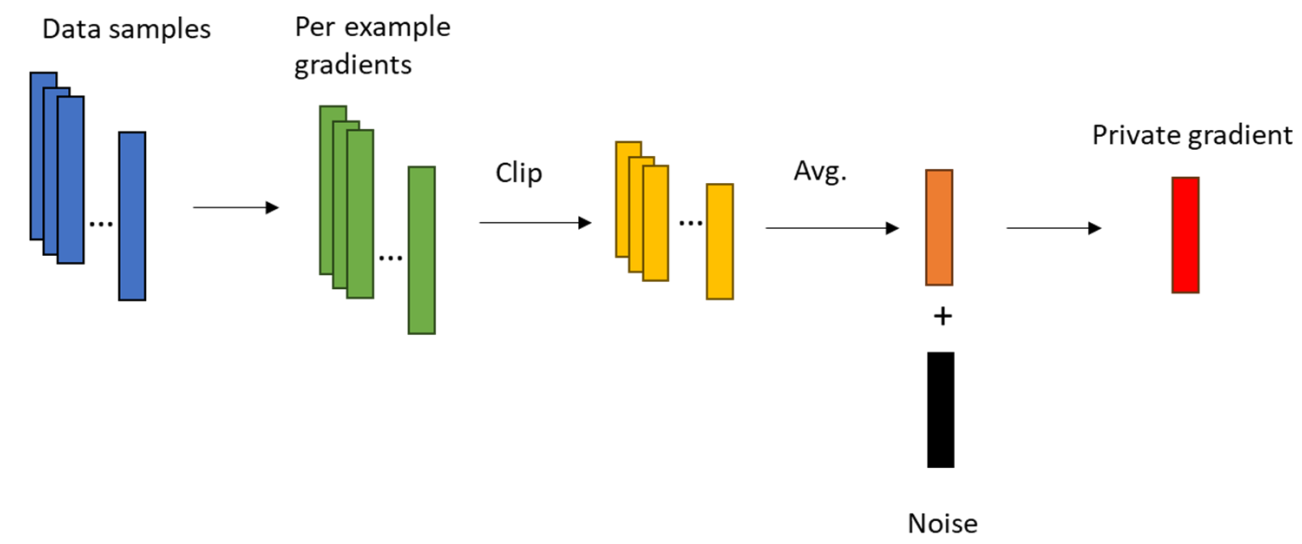 Data samples
Per example
gradients
Clip
...
...
...
Avg.
Private gradient
+
Noise